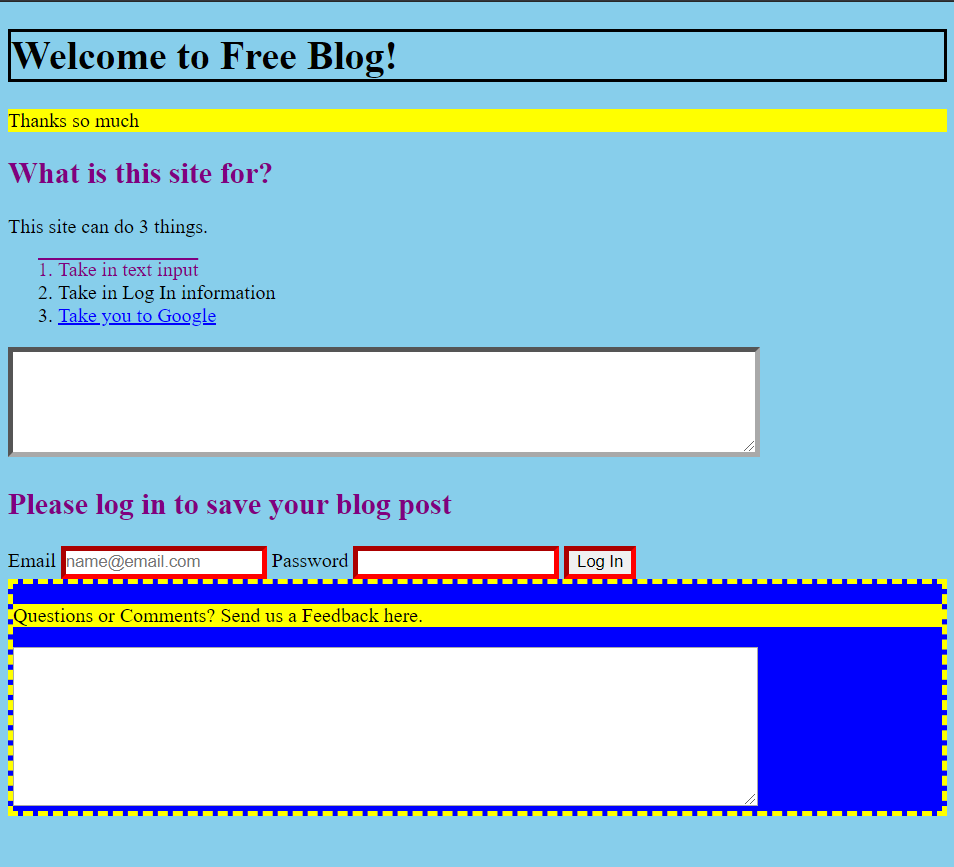 Welcome to Free Blog!
Thanks so much
What is this site for?
This site can do 3 things.
1. Take in text input
2. Take in Log In information
3. Take you to Google
Please log in to save your blog post
Email name@email.com Password Log In
Questions or Comments? Send us a Feedback here.